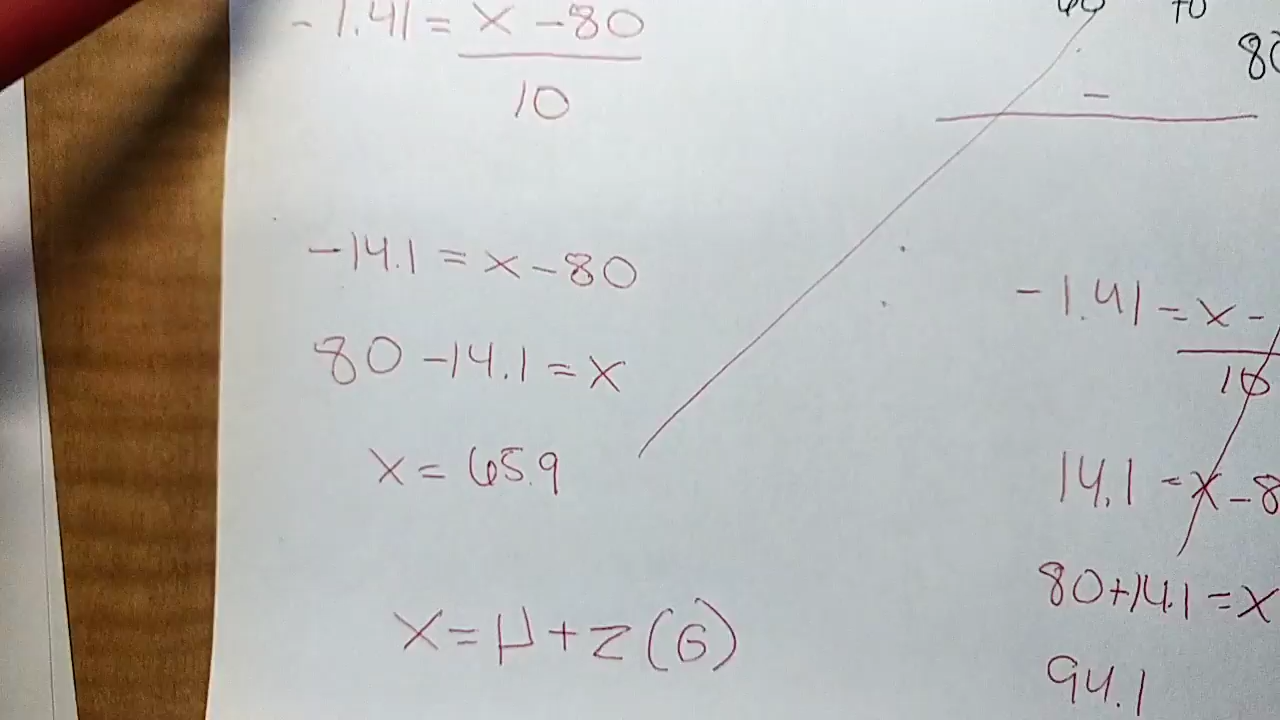 -1.41 = x - 80
10
-14.1 = x - 80
80 - 14.1 = x
x = 65.9
x = μ + z(σ)
80
-
-1.41 = x -
10
14.1 = x - 8
80 + 14.1 = x
94.1